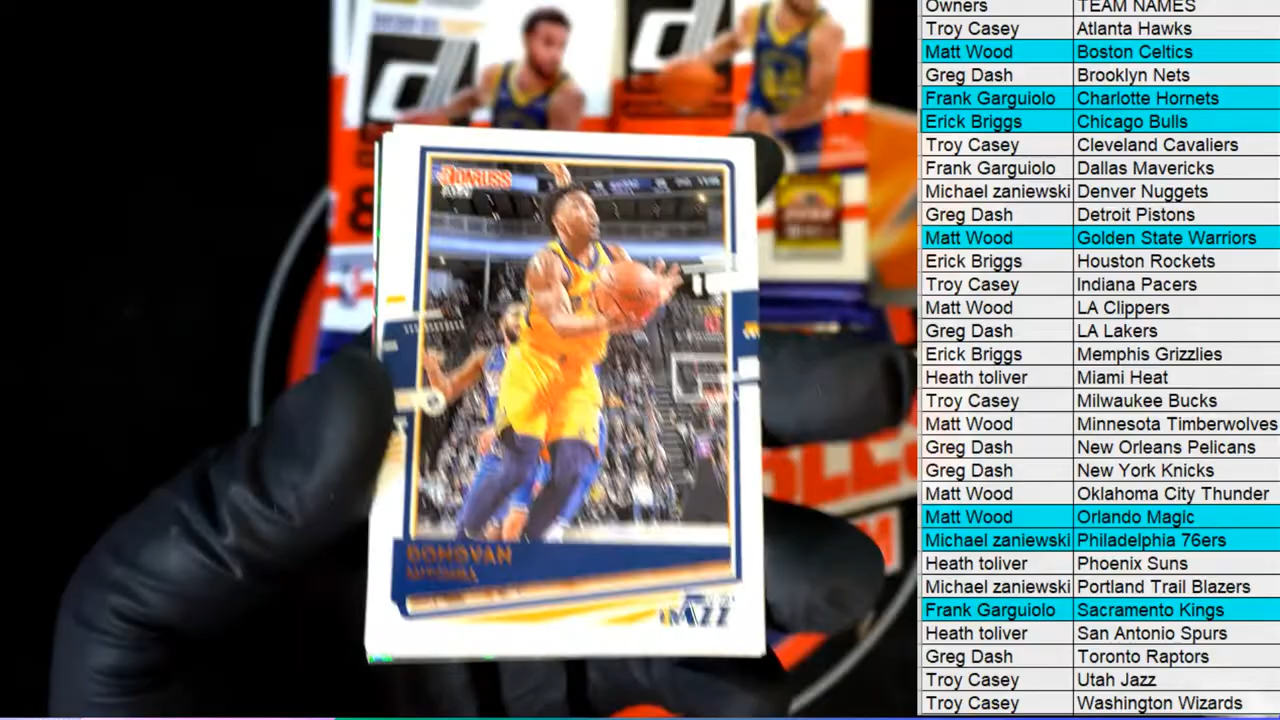 Owners TEAM NAMES
Troy Casey Atlanta Hawks
Matt Wood Boston Celtics
Greg Dash Brooklyn Nets
Frank Garguiolo Charlotte Hornets
Erick Briggs Chicago Bulls
Troy Casey Cleveland Cavaliers
Frank Garguiolo Dallas Mavericks
Michael zaniewski Denver Nuggets
Greg Dash Detroit Pistons
Matt Wood Golden State Warriors
Erick Briggs Houston Rockets
Troy Casey Indiana Pacers
Matt Wood LA Clippers
Greg Dash LA Lakers
Erick Briggs Memphis Grizzlies
Heath toliver Miami Heat
Troy Casey Milwaukee Bucks
Matt Wood Minnesota Timberwolves
Greg Dash New Orleans Pelicans
Greg Dash New York Knicks
Matt Wood Oklahoma City Thunder
Matt Wood Orlando Magic
Michael zaniewski Philadelphia 76ers
Heath toliver Phoenix Suns
Michael zaniewski Portland Trail Blazers
Frank Garguiolo Sacramento Kings
Heath toliver San Antonio Spurs
Greg Dash Toronto Raptors
Troy Casey Utah Jazz
Troy Casey Washington Wizards
DONRUSS
DONOVAN
MITCHELL
JAZZ